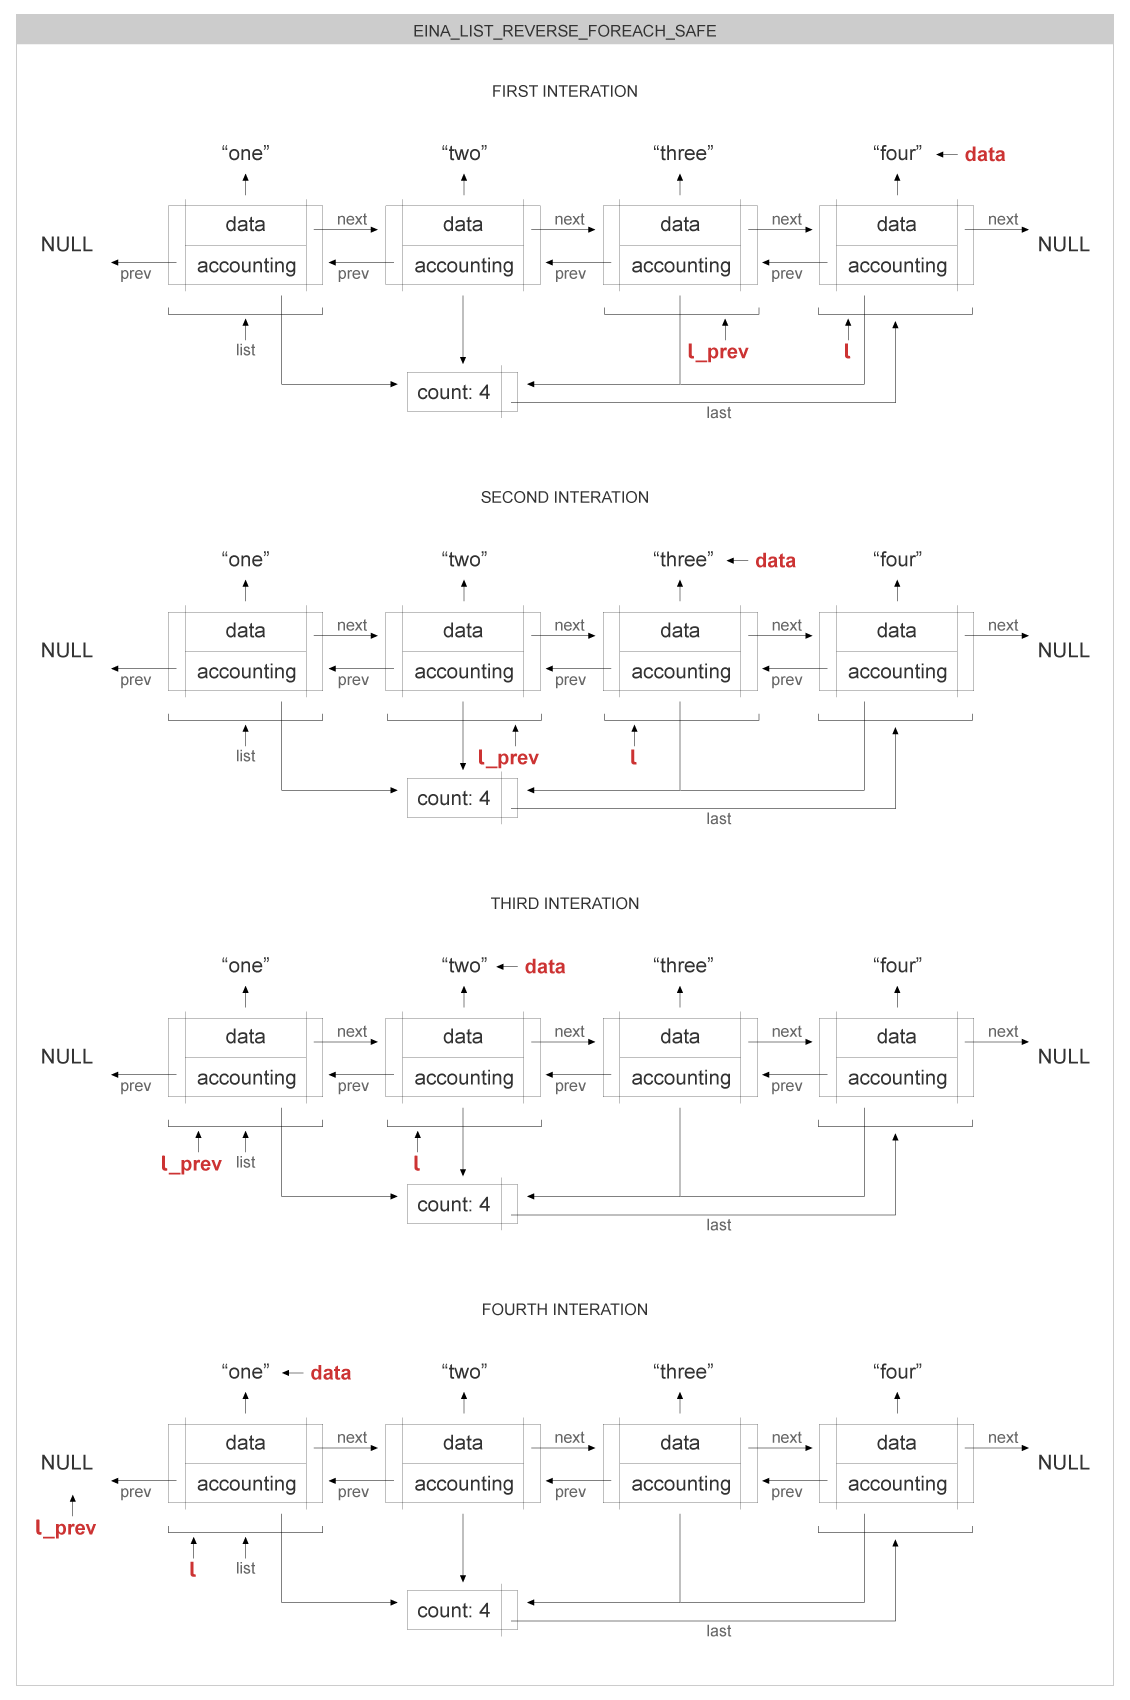 EINA_LIST_REVERSE_FOREACH_SAFE
FIRST INTERATION
“one” “two” “three” “four” data
data next data next data next data next
NULL NULL
prev accounting prev accounting prev accounting prev accounting
list l_prev l
count: 4
last
SECOND INTERATION
“one” “two” “three” data “four”
data next data next data next data next
NULL NULL
prev accounting prev accounting prev accounting prev accounting
list l_prev l
count: 4
last
THIRD INTERATION
“one” “two” data “three” “four”
data next data next data next data next
NULL NULL
prev accounting prev accounting prev accounting prev accounting
l_prev list l
count: 4
last
FOURTH INTERATION
“one” data “two” “three” “four”
data next data next data next data next
NULL NULL
prev accounting prev accounting prev accounting prev accounting
l_prev
l list
count: 4
last